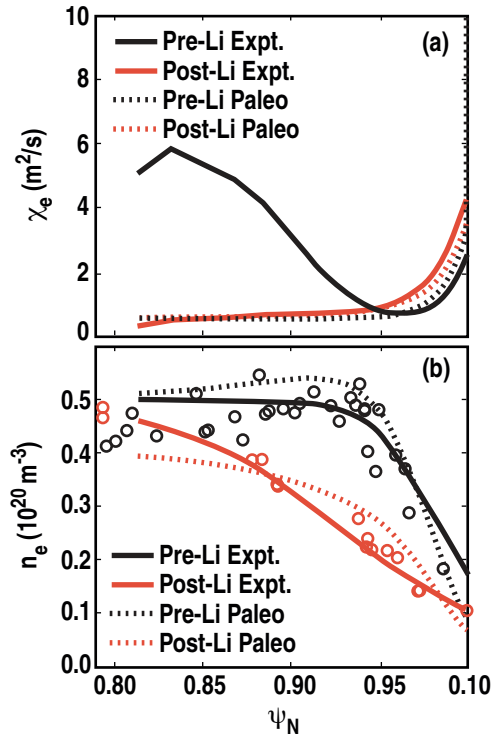 10
(a)
Pre-Li Expt.
Post-Li Expt.
Pre-Li Paleo
Post-Li Paleo
8
6
4
2
0
χe (m²/s)
(b)
0.5
0.4
0.3
0.2
0.1
0.0
ne (10²⁰ m⁻³)
Pre-Li Expt.
Post-Li Expt.
Pre-Li Paleo
Post-Li Paleo
0.80 0.85 0.90 0.95 0.10
ψN